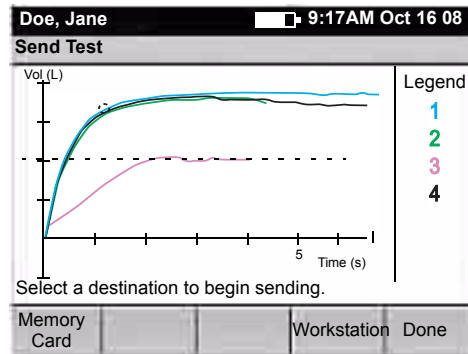 Doe, Jane 9:17AM Oct 16 08
Send Test
Vol (L)
Legend
1
2
3
4
5
Time (s)
Select a destination to begin sending.
Memory Card
Workstation
Done